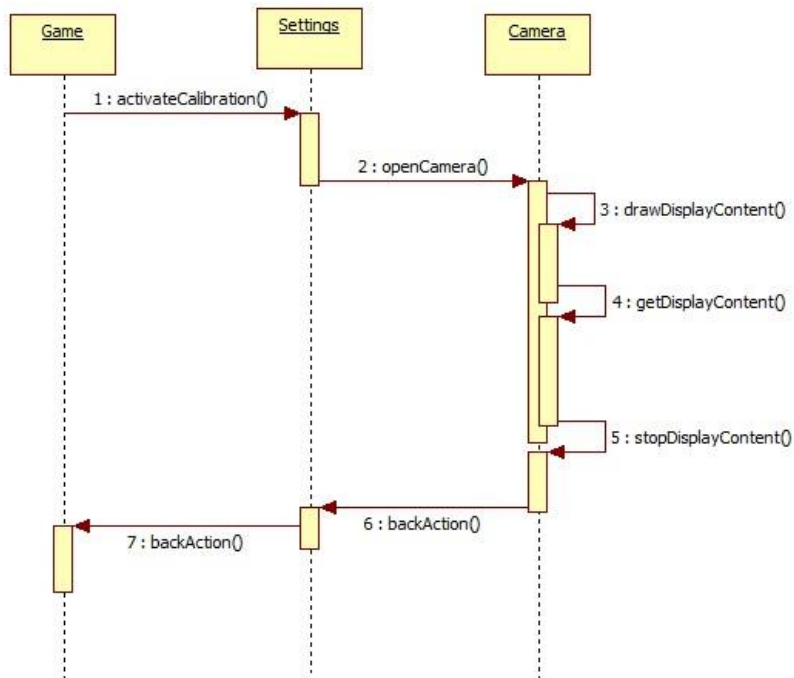 Game
Settings
Camera
1 : activateCalibration()
2 : openCamera()
3 : drawDisplayContent()
4 : getDisplayContent()
5 : stopDisplayContent()
6 : backAction()
7 : backAction()